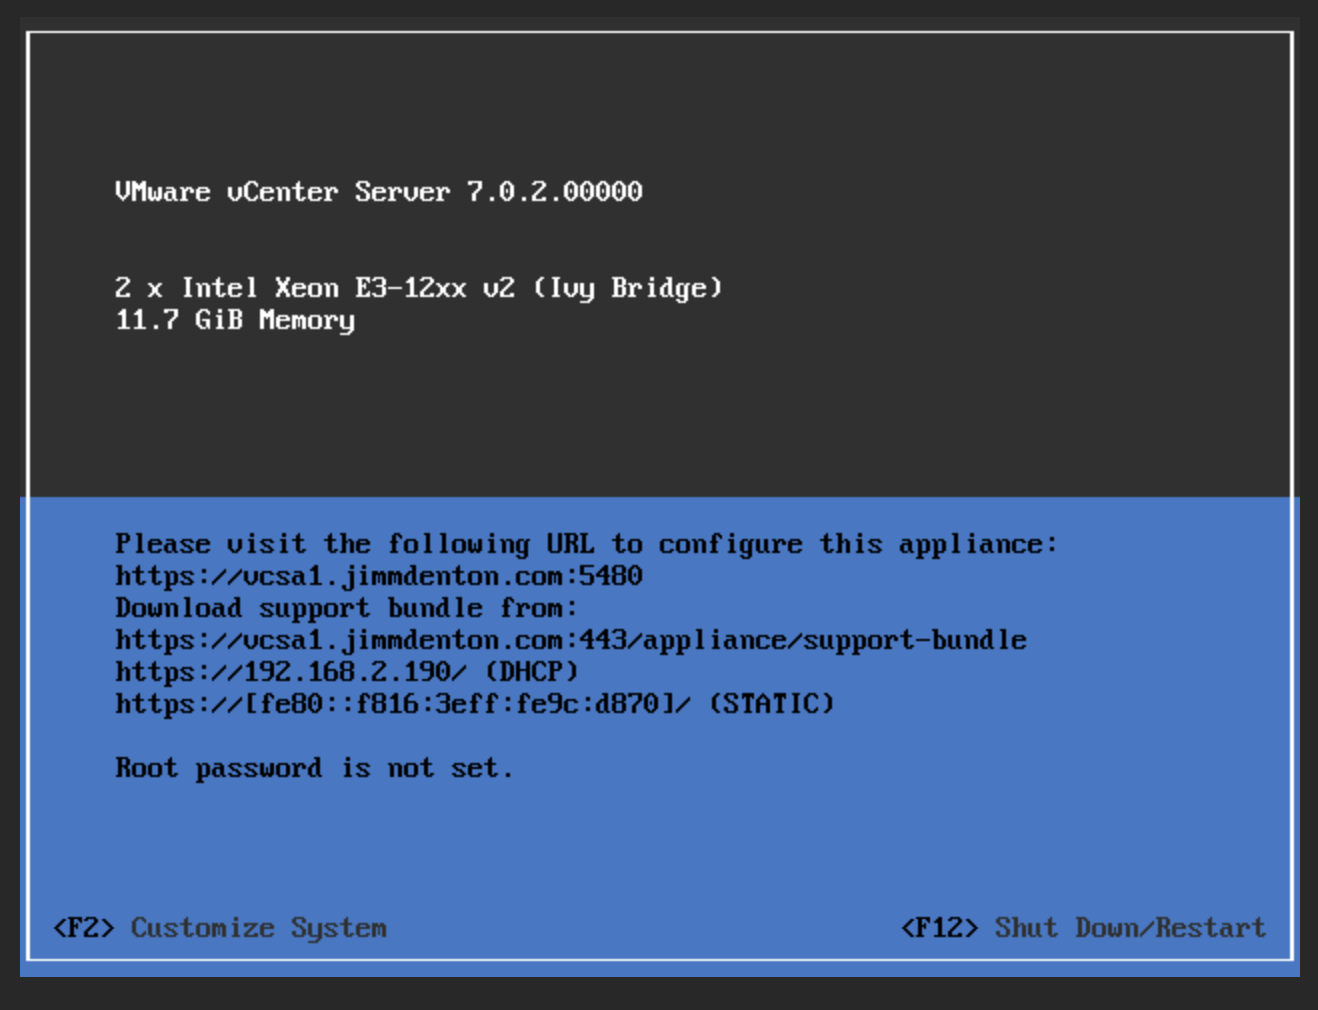 VMware vCenter Server 7.0.2.00000
2 x Intel Xeon E3-12xx v2 (Ivy Bridge)
11.7 GiB Memory
Please visit the following URL to configure this appliance:
https://vcsa1.jimmdenton.com:5480
Download support bundle from:
https://vcsa1.jimmdenton.com:443/appliance/support-bundle
https://192.168.2.190/ (DHCP)
https://[fe80::f816:3eff:fe9c:d870]/ (STATIC)
Root password is not set.
<F2> Customize System <F12> Shut Down/Restart